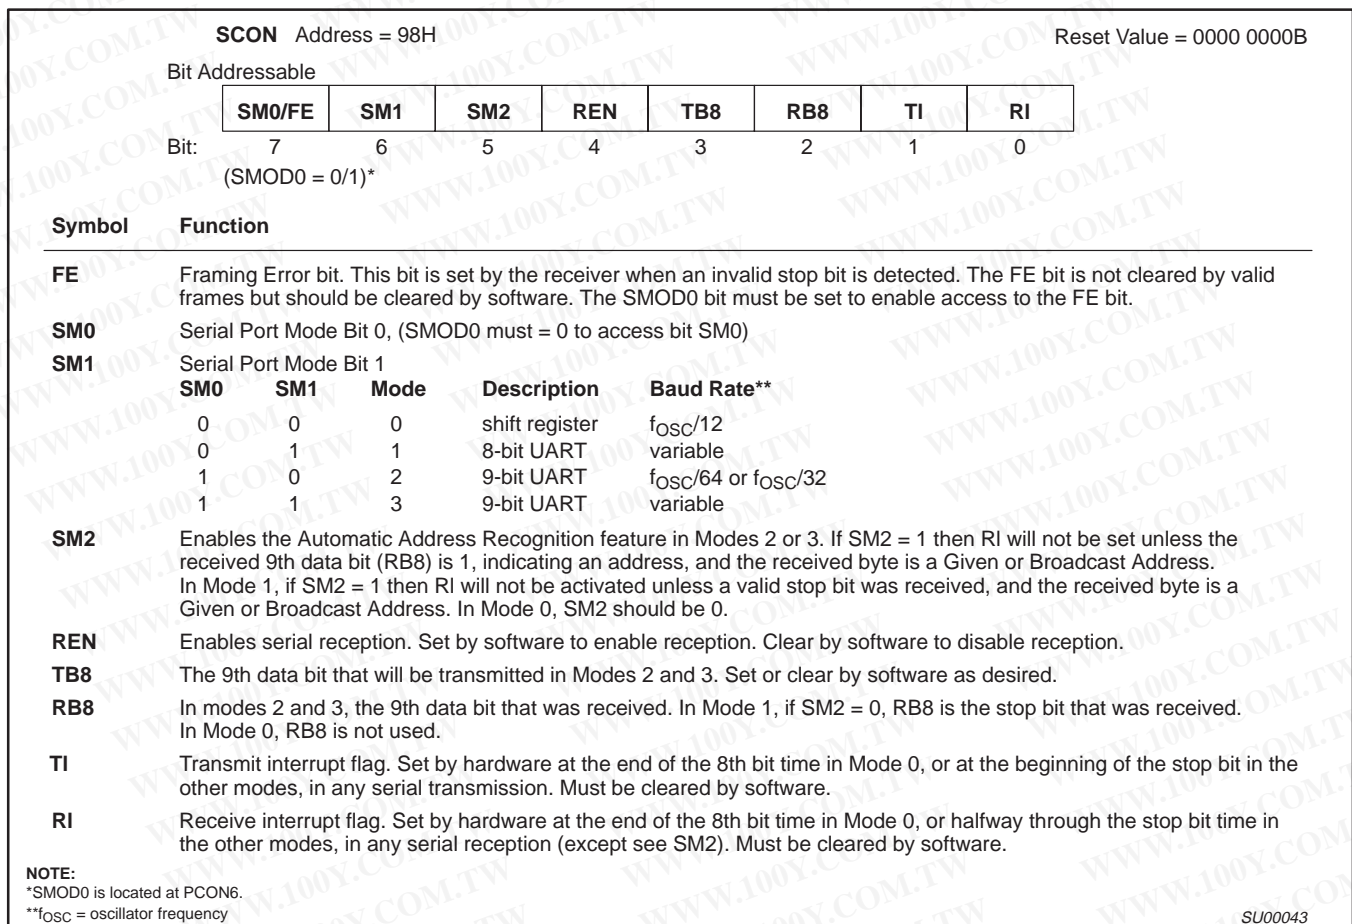 SCON Address = 98H Reset Value = 0000 0000B
Bit Addressable
SM0/FE SM1 SM2 REN TB8 RB8 TI RI
Bit: 7 6 5 4 3 2 1 0
(SMOD0 = 0/1)*
Symbol Function
FE Framing Error bit. This bit is set by the receiver when an invalid stop bit is detected. The FE bit is not cleared by valid
frames but should be cleared by software. The SMOD0 bit must be set to enable access to the FE bit.
SM0 Serial Port Mode Bit 0, (SMOD0 must = 0 to access bit SM0)
SM1 Serial Port Mode Bit 1
SM0 SM1 Mode Description Baud Rate**
0 0 0 shift register fOSC/12
0 1 1 8-bit UART variable
1 0 2 9-bit UART fOSC/64 or fOSC/32
1 1 3 9-bit UART variable
SM2 Enables the Automatic Address Recognition feature in Modes 2 or 3. If SM2 = 1 then RI will not be set unless the
received 9th data bit (RB8) is 1, indicating an address, and the received byte is a Given or Broadcast Address.
In Mode 1, if SM2 = 1 then RI will not be activated unless a valid stop bit was received, and the received byte is a
Given or Broadcast Address. In Mode 0, SM2 should be 0.
REN Enables serial reception. Set by software to enable reception. Clear by software to disable reception.
TB8 The 9th data bit that will be transmitted in Modes 2 and 3. Set or clear by software as desired.
RB8 In modes 2 and 3, the 9th data bit that was received. In Mode 1, if SM2 = 0, RB8 is the stop bit that was received.
In Mode 0, RB8 is not used.
TI Transmit interrupt flag. Set by hardware at the end of the 8th bit time in Mode 0, or at the beginning of the stop bit in the
other modes, in any serial transmission. Must be cleared by software.
RI Receive interrupt flag. Set by hardware at the end of the 8th bit time in Mode 0, or halfway through the stop bit time in
the other modes, in any serial reception (except see SM2). Must be cleared by software.
NOTE:
*SMOD0 is located at PCON6.
**fOSC = oscillator frequency SU00043
WWW.100Y.COM.TW